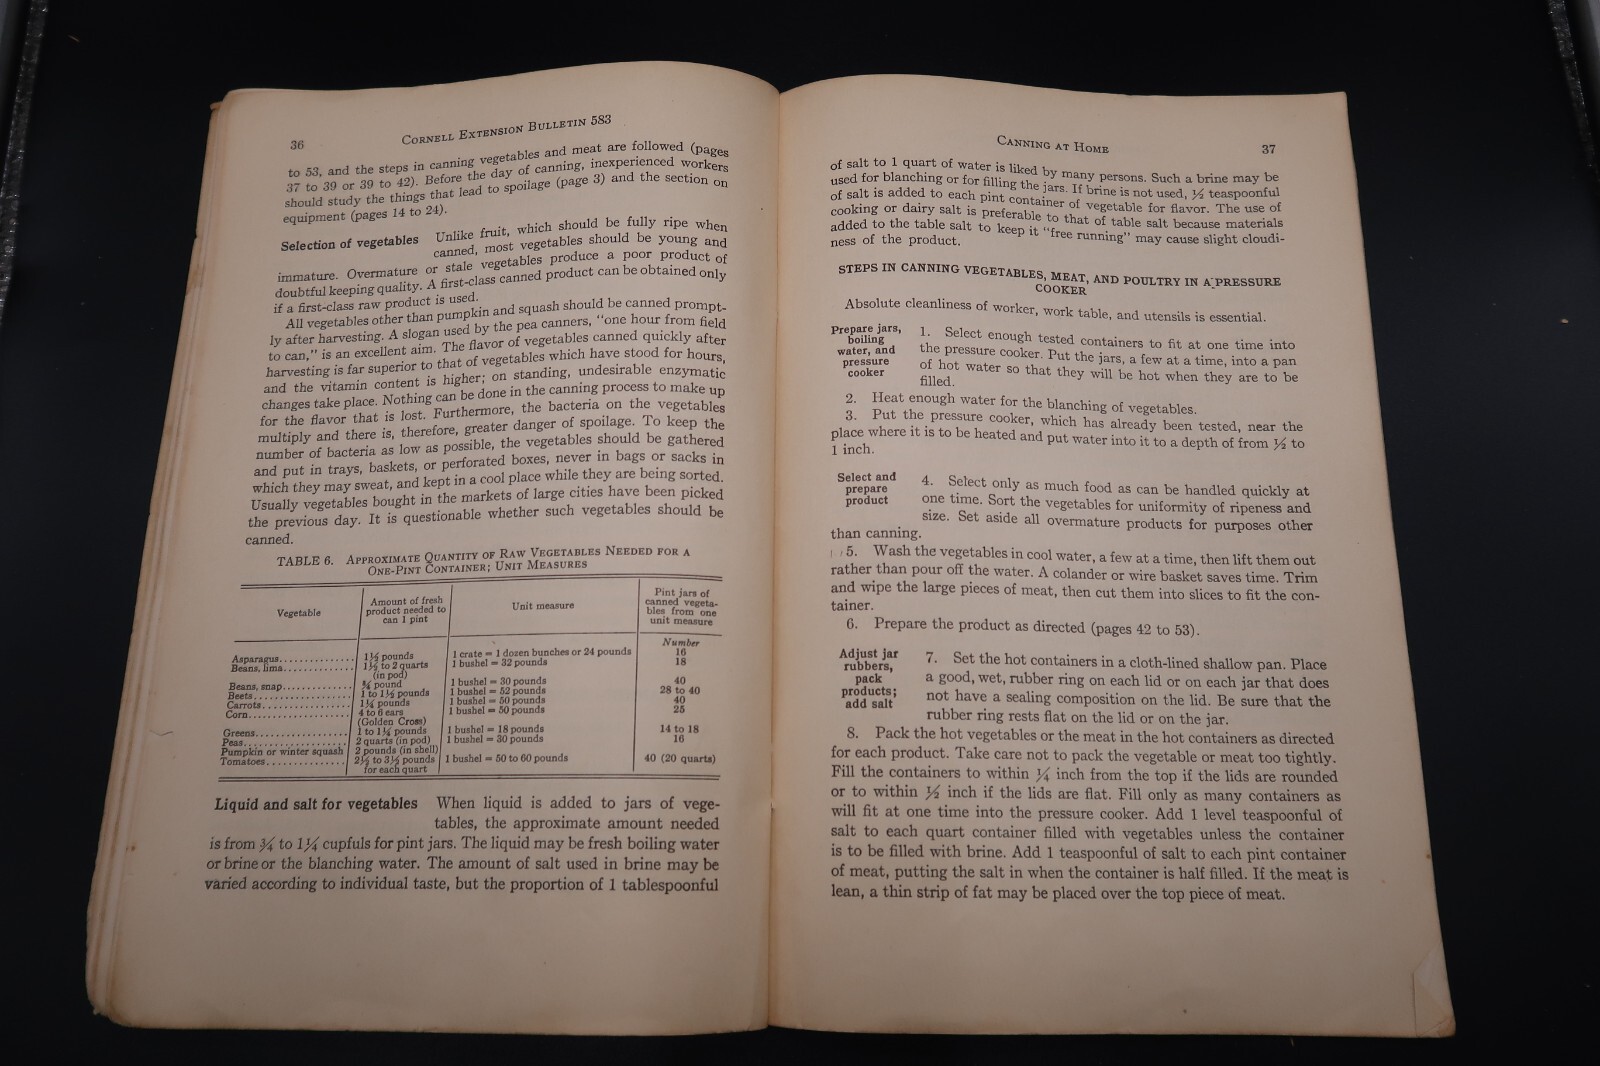 36
CORNELL EXTENSION BULLETIN 583
to 53, and the steps in canning vegetables and meat are followed (pages
37 to 39 or 39 to 42). Before the day of canning, inexperienced workers
should study the things that lead to spoilage (page 3) and the section on
equipment (pages 14 to 24).
Selection of vegetables Unlike fruit, which should be fully ripe when
canned, most vegetables should be young and
immature. Overmature or stale vegetables produce a poor product of
doubtful keeping quality. A first-class canned product can be obtained only
if a first-class raw product is used.
All vegetables other than pumpkin and squash should be canned prompt-
ly after harvesting. A slogan used by the pea canners, "one hour from field
to can," is an excellent aim. The flavor of vegetables canned quickly after
harvesting is far superior to that of vegetables which have stood for hours,
and the vitamin content is higher; on standing, undesirable enzymatic
changes take place. Nothing can be done in the canning process to make up
for the flavor that is lost. Furthermore, the bacteria on the vegetables
multiply and there is, therefore, greater danger of spoilage. To keep the
number of bacteria as low as possible, the vegetables should be gathered
and put in trays, baskets, or perforated boxes, never in bags or sacks in
which they may sweat, and kept in a cool place while they are being sorted.
Usually vegetables bought in the markets of large cities have been picked
the previous day. It is questionable whether such vegetables should be
canned.
TABLE 6. APPROXIMATE QUANTITY OF RAW VEGETABLES NEEDED FOR A
ONE-PINT CONTAINER; UNIT MEASURES
Vegetable | Amount of fresh product needed to can 1 pint | Unit measure | Pint jars of canned vegeta- bles from one unit measure
Number
Asparagus............... 1½ pounds 1 crate = 1 dozen bunches or 24 pounds 16
Beans, lima.............. 1½ to 2 quarts 1 bushel = 32 pounds 18
(in pod)
Beans, snap.............. ¾ pound 1 bushel = 30 pounds 40
Beets.................... 1 to 1½ pounds 1 bushel = 52 pounds 28 to 40
Carrots.................. 1¼ pounds 1 bushel = 50 pounds 40
Corn..................... 4 to 6 ears 1 bushel = 50 pounds 25
(Golden Cross)
Greens................... 1 to 1¼ pounds 1 bushel = 18 pounds 14 to 18
Peas..................... 2 quarts (in pod) 1 bushel = 30 pounds 16
Pumpkin or winter squash 2 pounds (in shell)
Tomatoes................ 2½ to 3½ pounds 1 bushel = 50 to 60 pounds 40 (20 quarts)
for each quart
Liquid and salt for vegetables When liquid is added to jars of vege-
tables, the approximate amount needed
is from ¾ to 1¼ cupfuls for pint jars. The liquid may be fresh boiling water
or brine or the blanching water. The amount of salt used in brine may be
varied according to individual taste, but the proportion of 1 tablespoonful
CANNING AT HOME
37
of salt to 1 quart of water is liked by many persons. Such a brine may be
used for blanching or for filling the jars. If brine is not used, ½ teaspoonful
of salt is added to each pint container of vegetable for flavor. The use of
cooking or dairy salt is preferable to that of table salt because materials
added to the table salt to keep it "free running" may cause slight cloudi-
ness of the product.
STEPS IN CANNING VEGETABLES, MEAT, AND POULTRY IN A PRESSURE
COOKER
Absolute cleanliness of worker, work table, and utensils is essential.
Prepare jars,
boiling
water, and
pressure
cooker
1. Select enough tested containers to fit at one time into
the pressure cooker. Put the jars, a few at a time, into a pan
of hot water so that they will be hot when they are to be
filled.
2. Heat enough water for the blanching of vegetables.
3. Put the pressure cooker, which has already been tested, near the
place where it is to be heated and put water into it to a depth of from ½ to
1 inch.
Select and
prepare
product
4. Select only as much food as can be handled quickly at
one time. Sort the vegetables for uniformity of ripeness and
size. Set aside all overmature products for purposes other
than canning.
5. Wash the vegetables in cool water, a few at a time, then lift them out
rather than pour off the water. A colander or wire basket saves time. Trim
and wipe the large pieces of meat, then cut them into slices to fit the con-
tainer.
6. Prepare the product as directed (pages 42 to 53).
Adjust jar
rubbers,
pack
products;
add salt
7. Set the hot containers in a cloth-lined shallow pan. Place
a good, wet, rubber ring on each lid or on each jar that does
not have a sealing composition on the lid. Be sure that the
rubber ring rests flat on the lid or on the jar.
8. Pack the hot vegetables or the meat in the hot containers as directed
for each product. Take care not to pack the vegetable or meat too tightly.
Fill the containers to within ¼ inch from the top if the lids are rounded
or to within ½ inch if the lids are flat. Fill only as many containers as
will fit at one time into the pressure cooker. Add 1 level teaspoonful of
salt to each quart container filled with vegetables unless the container
is to be filled with brine. Add 1 teaspoonful of salt to each pint container
of meat, putting the salt in when the container is half filled. If the meat is
lean, a thin strip of fat may be placed over the top piece of meat.